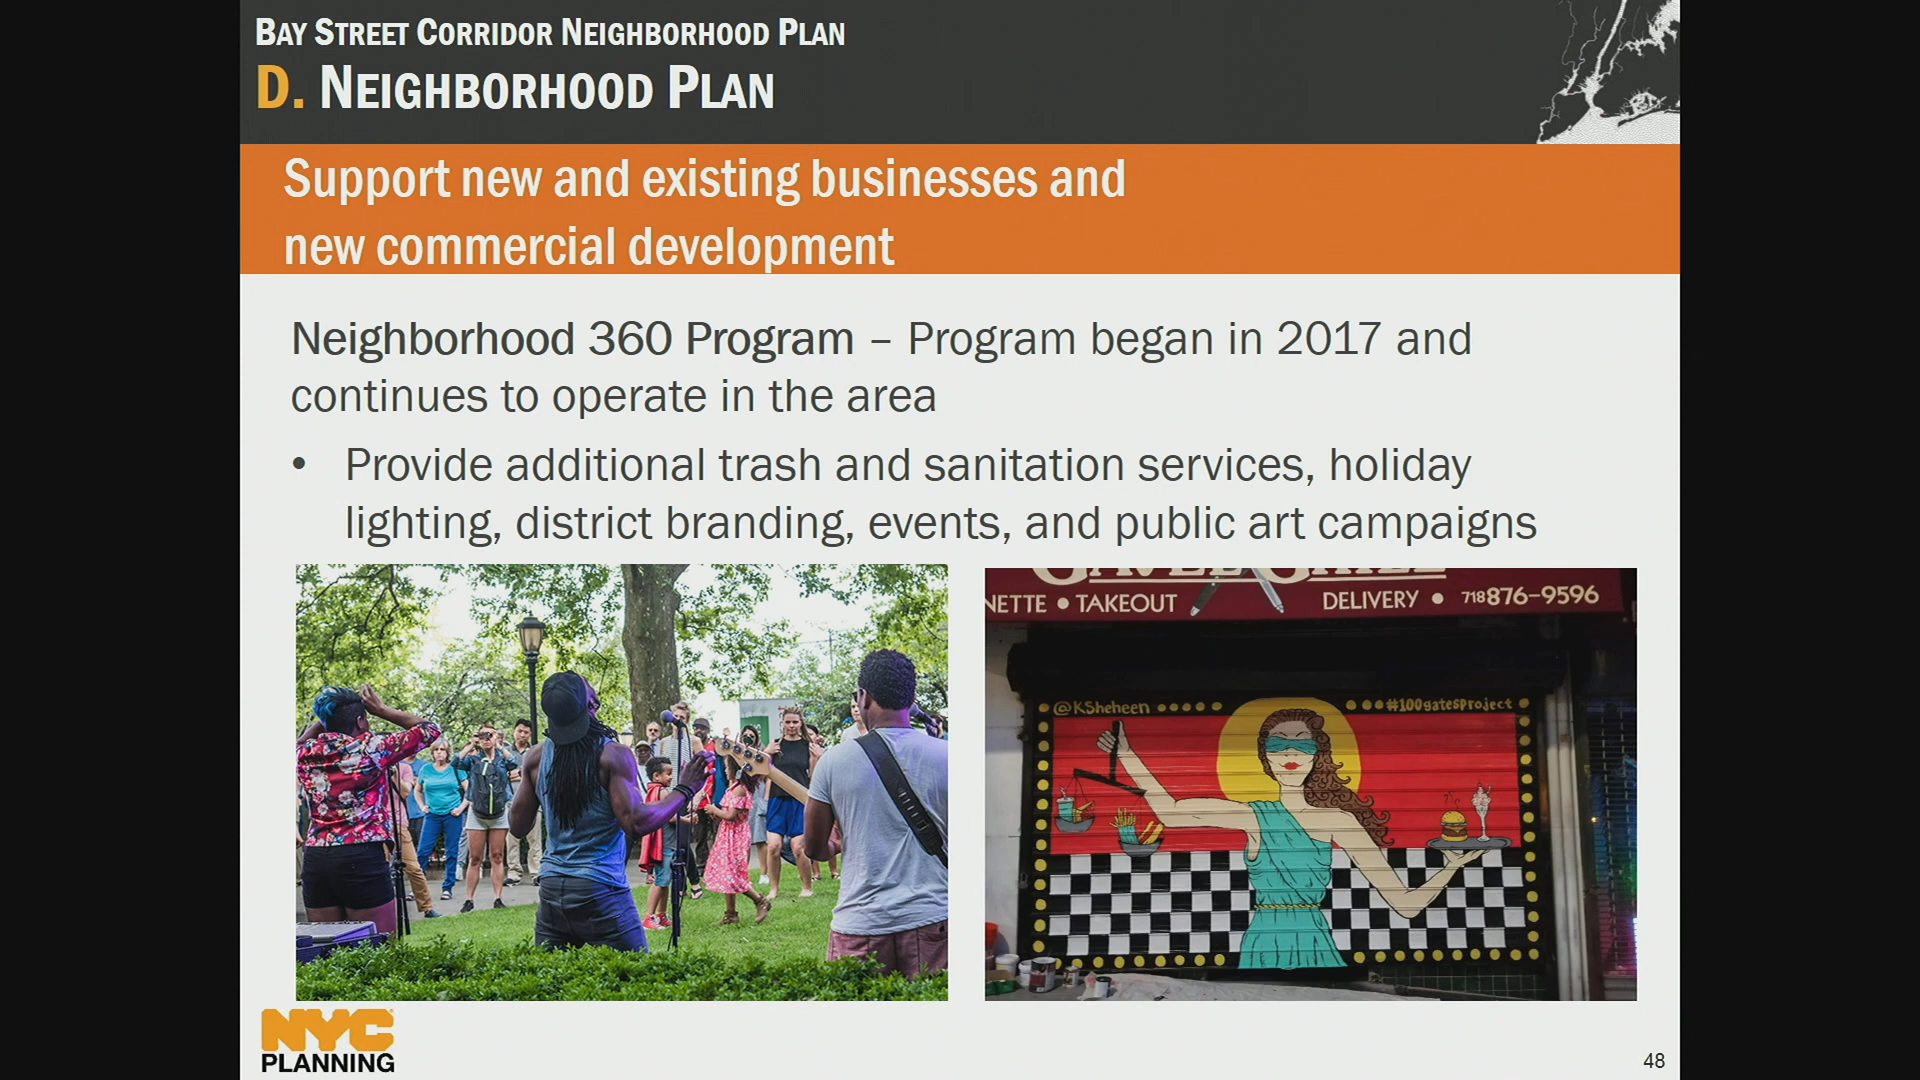 BAY STREET CORRIDOR NEIGHBORHOOD PLAN
D. NEIGHBORHOOD PLAN
Support new and existing businesses and
new commercial development
Neighborhood 360 Program – Program began in 2017 and
continues to operate in the area
• Provide additional trash and sanitation services, holiday
lighting, district branding, events, and public art campaigns
NETTE • TAKEOUT DELIVERY • 718 876-9596
@KSheheen #100gatesproject
NYC
PLANNING
48